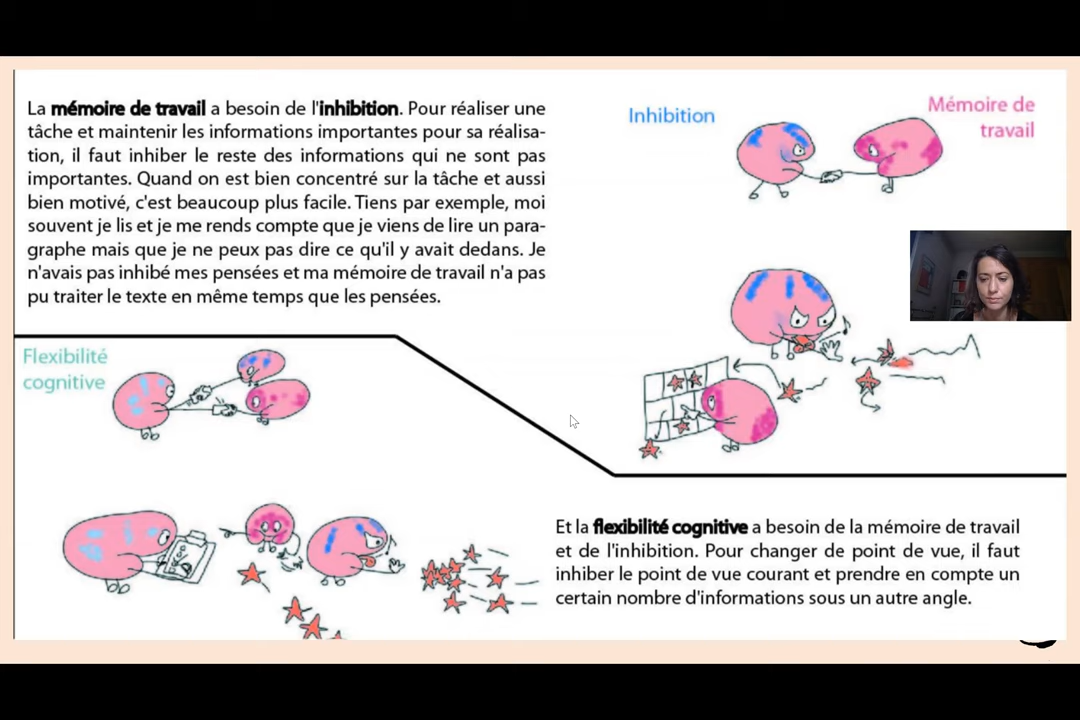 La mémoire de travail a besoin de l'inhibition. Pour réaliser une
tâche et maintenir les informations importantes pour sa réalisa-
tion, il faut inhiber le reste des informations qui ne sont pas
importantes. Quand on est bien concentré sur la tâche et aussi
bien motivé, c'est beaucoup plus facile. Tiens par exemple, moi
souvent je lis et je me rends compte que je viens de lire un para-
graphe mais que je ne peux pas dire ce qu'il y avait dedans. Je
n'avais pas inhibé mes pensées et ma mémoire de travail n'a pas
pu traiter le texte en même temps que les pensées.
Inhibition
Mémoire de
travail
Flexibilité
cognitive
Et la flexibilité cognitive a besoin de la mémoire de travail
et de l'inhibition. Pour changer de point de vue, il faut
inhiber le point de vue courant et prendre en compte un
certain nombre d'informations sous un autre angle.